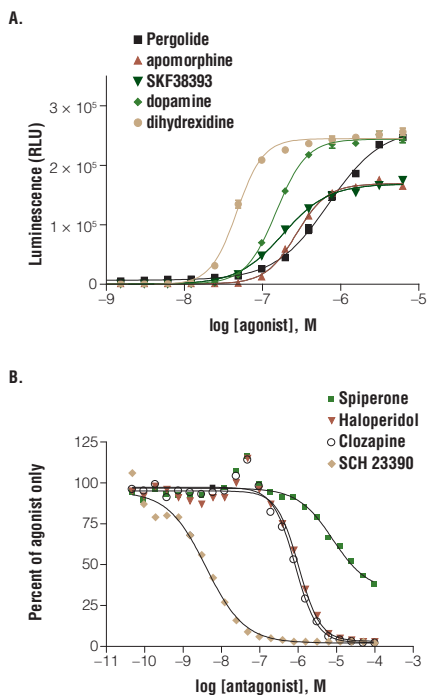 A.
Pergolide
apomorphine
SKF38393
dopamine
dihydrexidine
Luminescence (RLU)
3 × 10⁵
2 × 10⁵
1 × 10⁵
0
−9 −8 −7 −6 −5
log [agonist], M
B.
Spiperone
Haloperidol
Clozapine
SCH 23390
Percent of agonist only
125
100
75
50
25
0
−11 −10 −9 −8 −7 −6 −5 −4 −3
log [antagonist], M